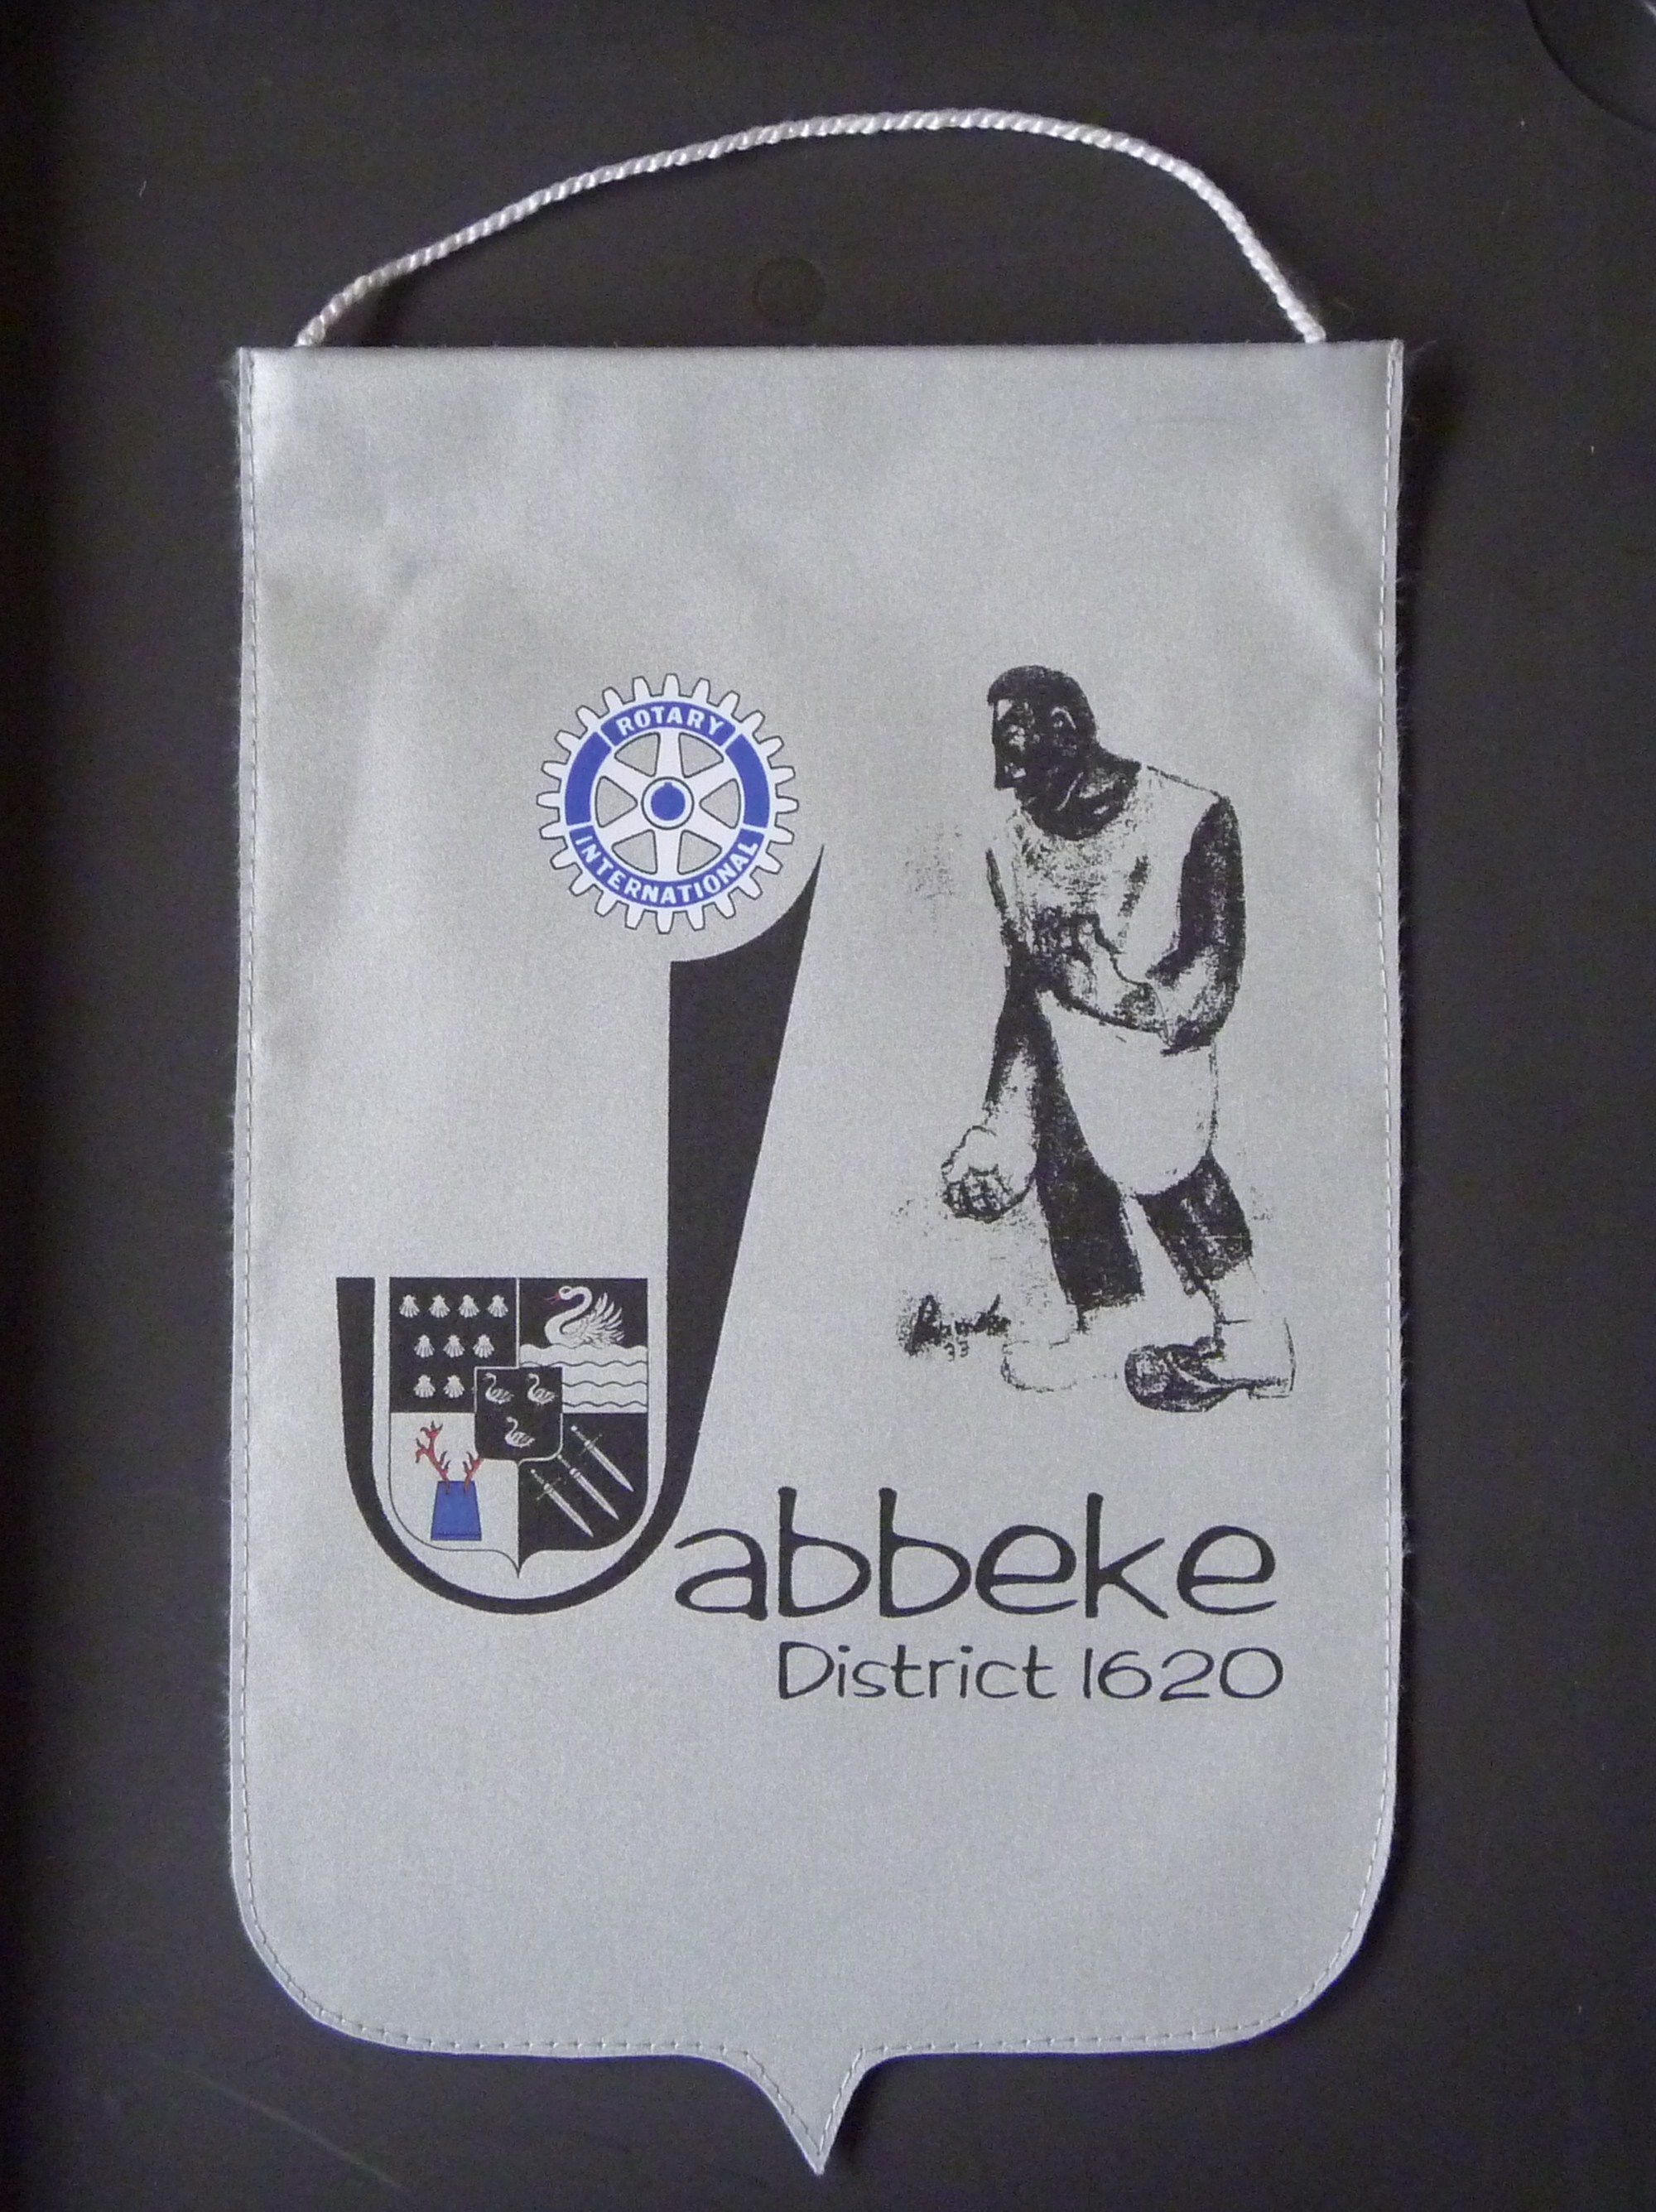 ROTARY
INTERNATIONAL
Jabbeke
District 1620